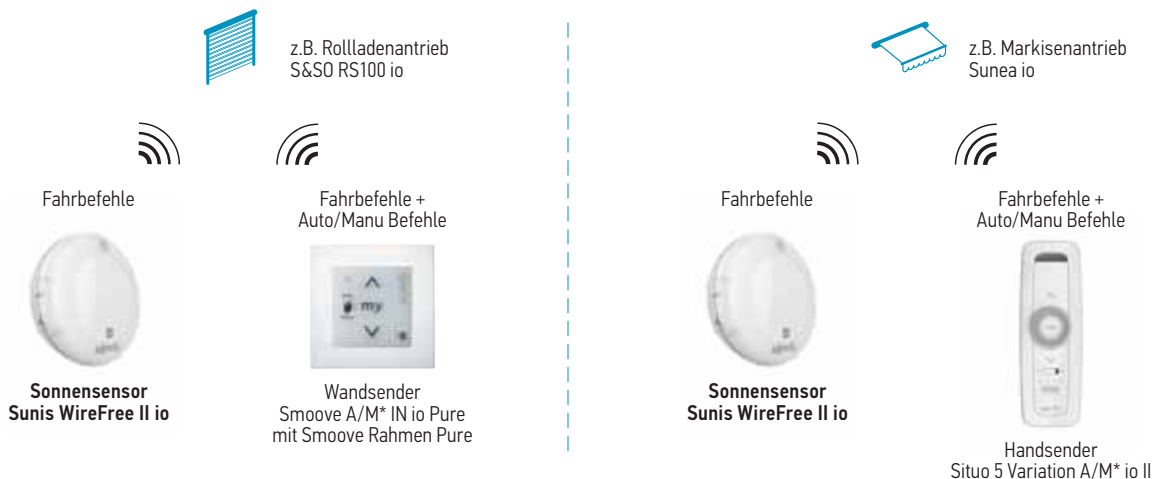 z.B. Rollladenantrieb
S&SO RS100 io
Fahrbefehle
Fahrbefehle +
Auto/Manu Befehle
my
Sonnensensor
Sunis WireFree II io
Wandsender
Smoove A/M* IN io Pure
mit Smoove Rahmen Pure
z.B. Markisenantrieb
Sunea io
Fahrbefehle
Fahrbefehle +
Auto/Manu Befehle
Sonnensensor
Sunis WireFree II io
Handsender
Situo 5 Variation A/M* io II